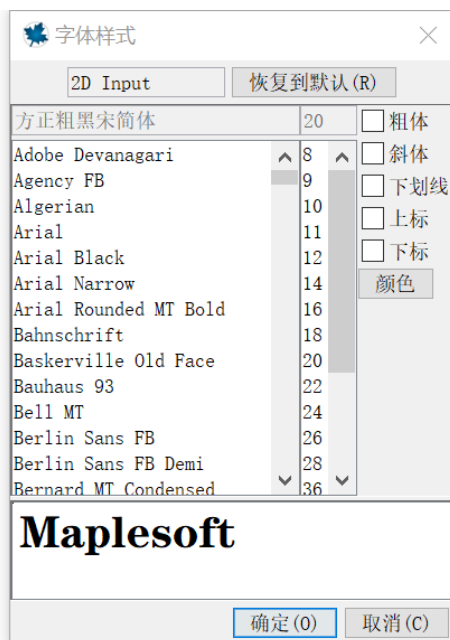 字体样式
2D Input 恢复到默认(R)
方正粗黑宋简体 20 粗体
Adobe Devanagari 8 斜体
Agency FB 9 下划线
Algerian 10 上标
Arial 11 下标
Arial Black 12 颜色
Arial Narrow 14
Arial Rounded MT Bold 16
Bahnschrift 18
Baskerville Old Face 20
Bauhaus 93 22
Bell MT 24
Berlin Sans FB 26
Berlin Sans FB Demi 28
Bernard MT Condensed 36
Maplesoft
确定(O) 取消(C)